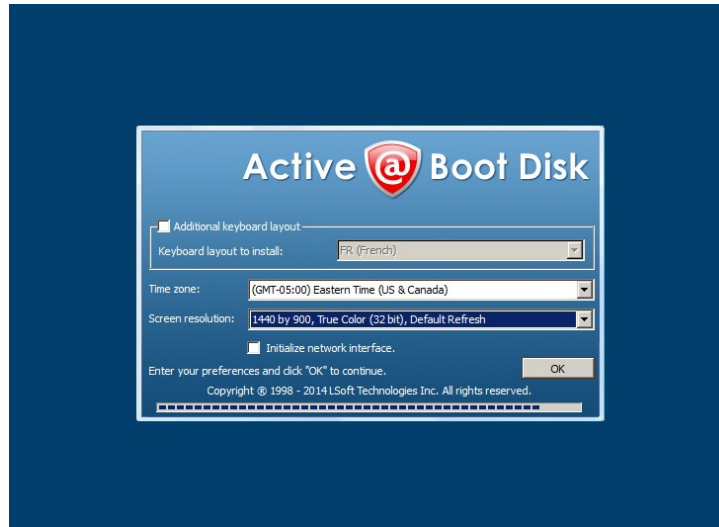 Active @ Boot Disk
Additional keyboard layout
Keyboard layout to install: FR (French)
Time zone: (GMT-05:00) Eastern Time (US & Canada)
Screen resolution: 1440 by 900, True Color (32 bit), Default Refresh
Initialize network interface.
Enter your preferences and click "OK" to continue. OK
Copyright ® 1998 - 2014 LSoft Technologies Inc. All rights reserved.